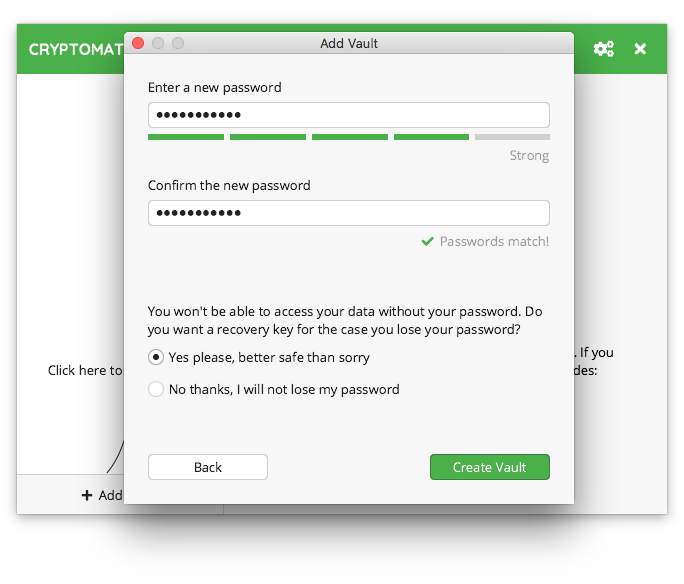 CRYPTOMAT
Add Vault
Enter a new password
•••••••••••
Strong
Confirm the new password
•••••••••••
Passwords match!
You won't be able to access your data without your password. Do
you want a recovery key for the case you lose your password?
Yes please, better safe than sorry
No thanks, I will not lose my password
Back
Create Vault
Click here to
. If you
des:
+ Add